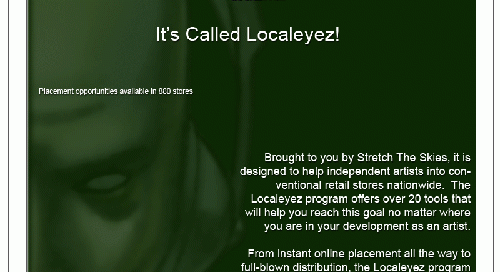 It's Called Localeyez!
Placement opportunities available in 800 stores
Brought to you by Stretch The Skies, it is
designed to help independent artists into con-
ventional retail stores nationwide. The
Localeyez program offers over 20 tools that
will help you reach this goal no matter where
you are in your development as an artist.
From Instant online placement all the way to
full-blown distribution, the Localeyez program